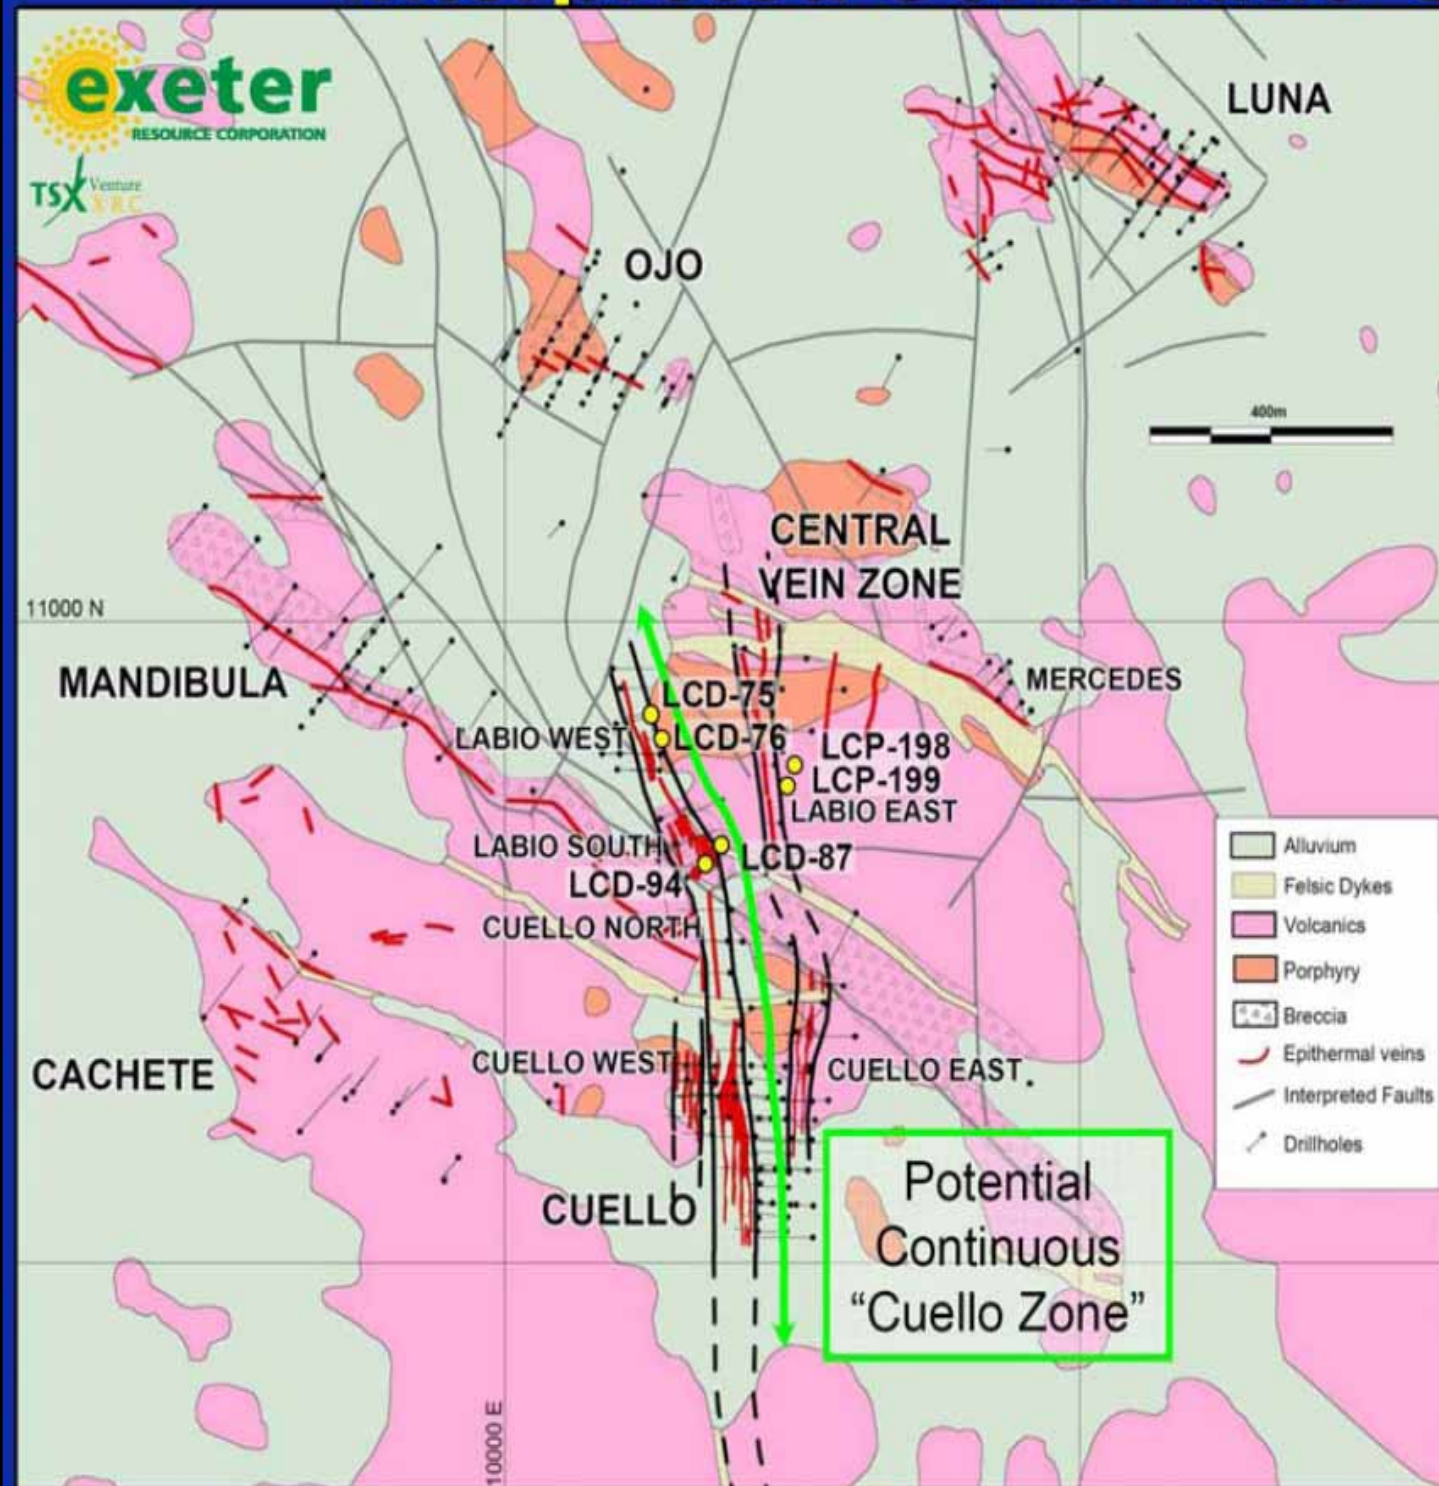 exeter
RESOURCE CORPORATION
TSX Venture
XRC
LUNA
OJO
400m
CENTRAL
VEIN ZONE
11000 N
MANDIBULA
MERCEDES
LCD-75
LABIO WEST
LCD-76
LCP-198
LCP-199
LABIO EAST
LABIO SOUTH
LCD-87
LCD-94
CUELLO NORTH
CACHETE
CUELLO WEST
CUELLO EAST
CUELLO
Alluvium
Felsic Dykes
Volcanics
Porphyry
Breccia
Epithermal veins
Interpreted Faults
Drillholes
Potential
Continuous
“Cuello Zone”
10000 E